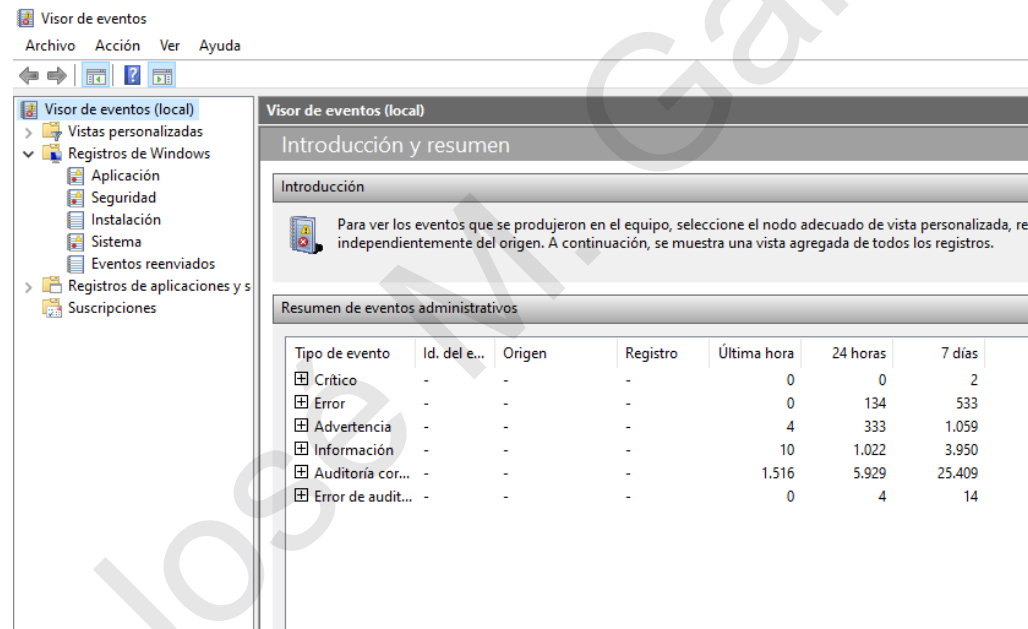 Visor de eventos
Archivo Acción Ver Ayuda
Visor de eventos (local)
Vistas personalizadas
Registros de Windows
Aplicación
Seguridad
Instalación
Sistema
Eventos reenviados
Registros de aplicaciones y s
Suscripciones
Visor de eventos (local)
Introducción y resumen
Introducción
Para ver los eventos que se produjeron en el equipo, seleccione el nodo adecuado de vista personalizada, re
independientemente del origen. A continuación, se muestra una vista agregada de todos los registros.
Resumen de eventos administrativos
Tipo de evento Id. del e... Origen Registro Última hora 24 horas 7 días
Crítico - - - 0 0 2
Error - - - 0 134 533
Advertencia - - - 4 333 1.059
Información - - - 10 1.022 3.950
Auditoría cor... - - - 1.516 5.929 25.409
Error de audit... - - - 0 4 14
José M. Gar